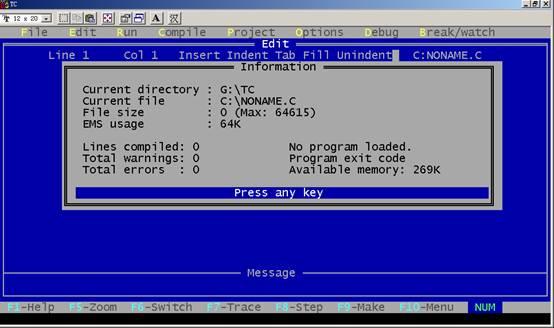 TC
12 x 20
A 汉
File Edit Run Compile Project Options Debug Break/watch
Edit
Line 1 Col 1 Insert Indent Tab Fill Unindent C:NONAME.C
Information
Current directory : G:\TC
Current file : C:\NONAME.C
File size : 0 (Max: 64615)
EMS usage : 64K
Lines compiled: 0 No program loaded.
Total warnings: 0 Program exit code
Total errors : 0 Available memory: 269K
Press any key
Message
F1-Help F5-Zoom F6-Switch F7-Trace F8-Step F9-Make F10-Menu NUM